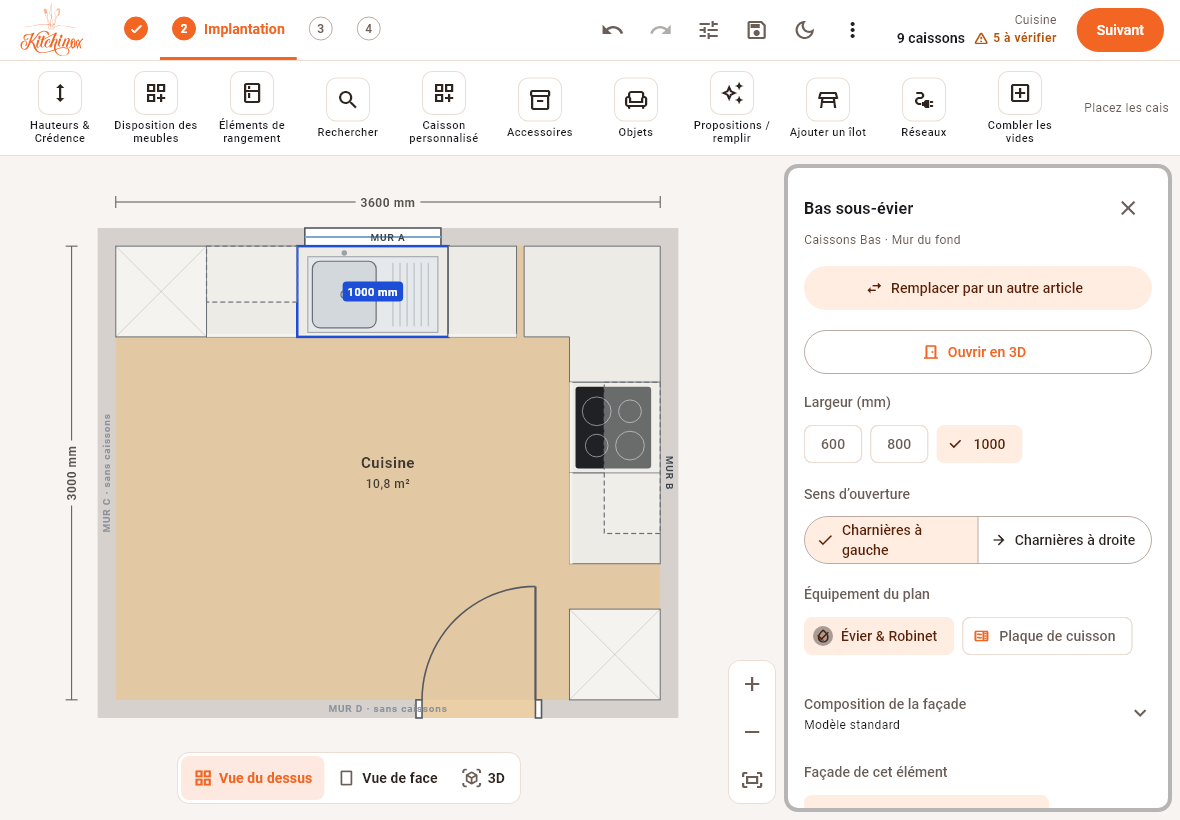 Kitchinox
2 Implantation
3
4
Cuisine
9 caissons
5 à vérifier
Suivant
Hauteurs &
Crédence
Disposition des
meubles
Éléments de
rangement
Rechercher
Caisson
personnalisé
Accessoires
Objets
Propositions /
remplir
Ajouter un îlot
Réseaux
Combler les
vides
Placez les cais
3600 mm
MUR A
1000 mm
3000 mm
MUR C - sans caissons
Cuisine
10,8 m²
MUR B
MUR D - sans caissons
Vue du dessus
Vue de face
3D
Bas sous-évier
Caissons Bas · Mur du fond
Remplacer par un autre article
Ouvrir en 3D
Largeur (mm)
600
800
1000
Sens d’ouverture
Charnières à
gauche
Charnières à droite
Équipement du plan
Évier & Robinet
Plaque de cuisson
Composition de la façade
Modèle standard
Façade de cet élément